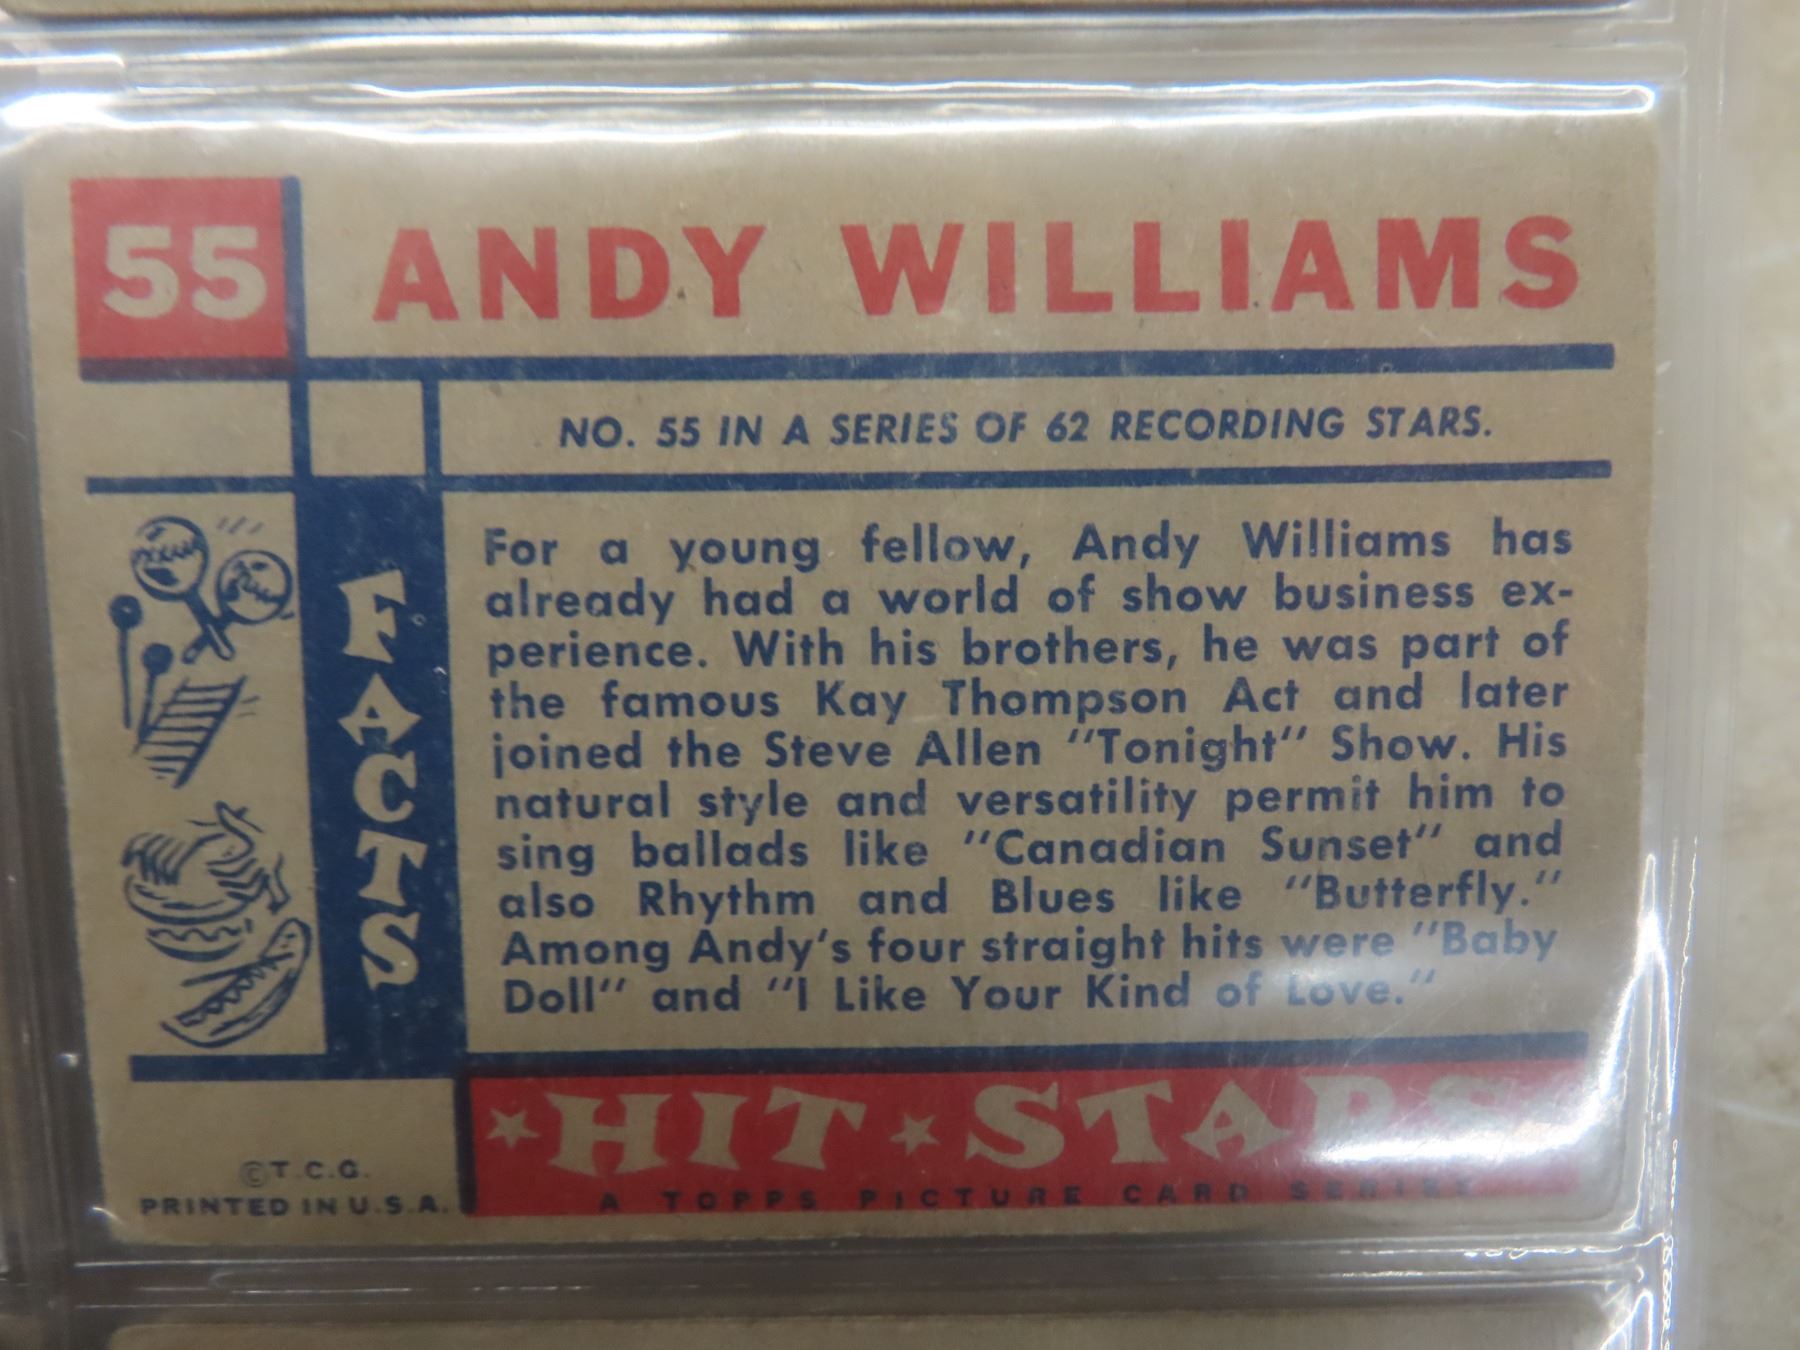 55 ANDY WILLIAMS
NO. 55 IN A SERIES OF 62 RECORDING STARS.
FACTS
For a young fellow, Andy Williams has
already had a world of show business ex-
perience. With his brothers, he was part of
the famous Kay Thompson Act and later
joined the Steve Allen "Tonight" Show. His
natural style and versatility permit him to
sing ballads like "Canadian Sunset" and
also Rhythm and Blues like "Butterfly."
Among Andy's four straight hits were "Baby
Doll" and "I Like Your Kind of Love."
HIT STARS
A TOPPS PICTURE CARD SERIES
©T.C.G.
PRINTED IN U.S.A.